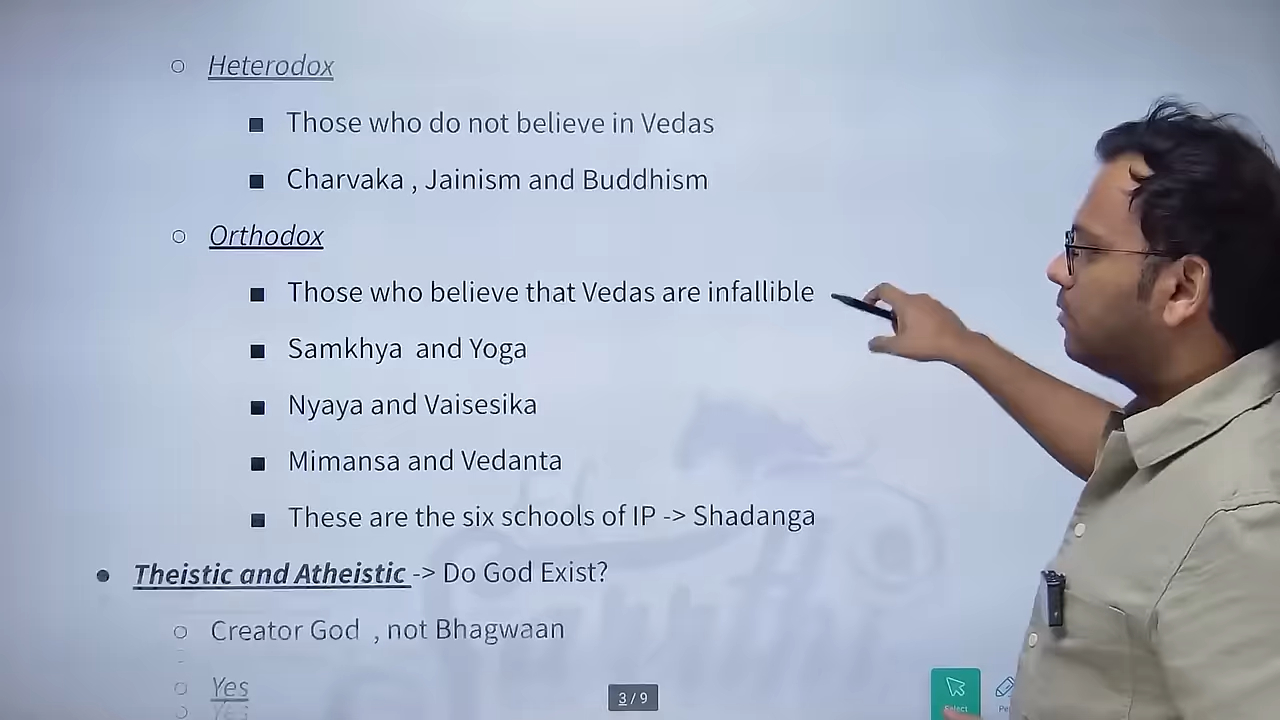 Heterodox
Those who do not believe in Vedas
Charvaka , Jainism and Buddhism
Orthodox
Those who believe that Vedas are infallible
Samkhya and Yoga
Nyaya and Vaisesika
Mimansa and Vedanta
These are the six schools of IP -> Shadanga
Theistic and Atheistic -> Do God Exist?
Creator God , not Bhagwaan
Yes
3 / 9
Select